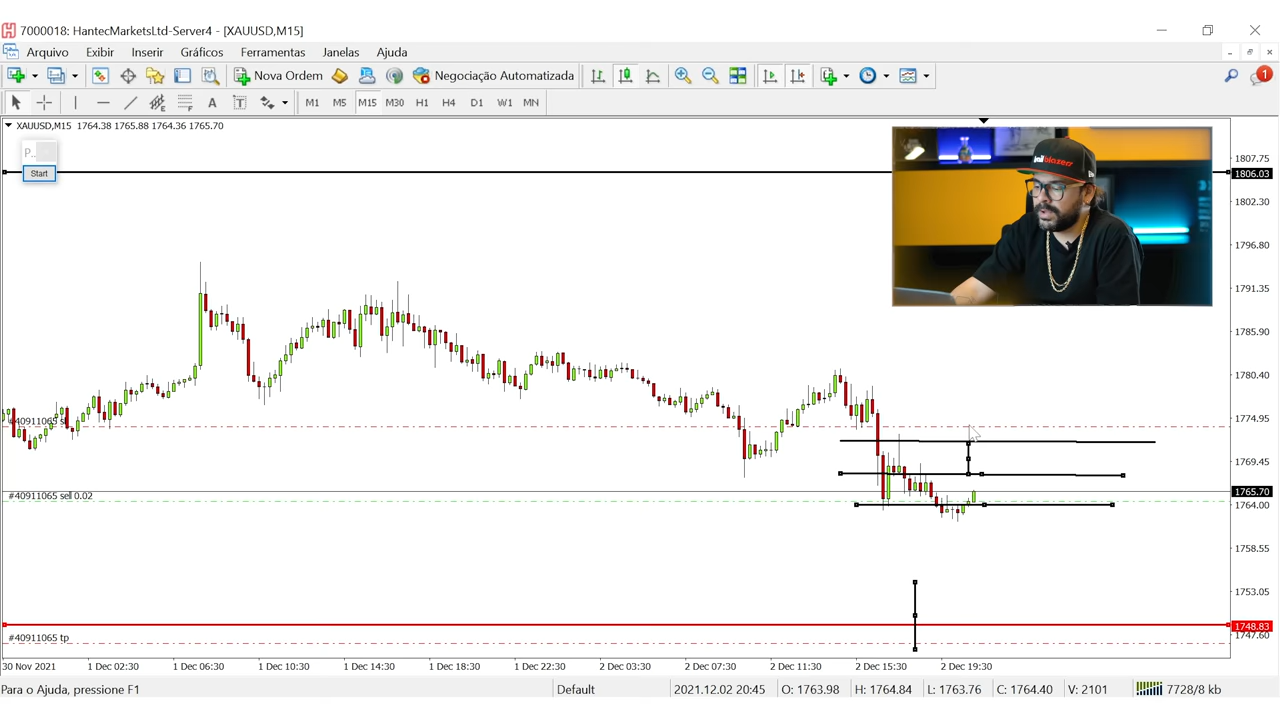 7000018: HantecMarketsLtd-Server4 - [XAUUSD,M15]
Arquivo Exibir Inserir Gráficos Ferramentas Janelas Ajuda
Nova Ordem Negociação Automatizada 1
A T M1 M5 M15 M30 H1 H4 D1 W1 MN
XAUUSD,M15 1764.38 1765.88 1764.36 1765.70
P...
Start
jailblazers
1807.75
1806.03
1802.30
1796.80
1791.35
1785.90
1780.40
1774.95
#40911065 sl
1769.45
1765.70
#40911065 sell 0.02
1764.00
1758.55
1753.05
1748.83
#40911065 tp
1747.60
30 Nov 2021 1 Dec 02:30 1 Dec 06:30 1 Dec 10:30 1 Dec 14:30 1 Dec 18:30 1 Dec 22:30 2 Dec 03:30 2 Dec 07:30 2 Dec 11:30 2 Dec 15:30 2 Dec 19:30
Para o Ajuda, pressione F1 Default 2021.12.02 20:45 O: 1763.98 H: 1764.84 L: 1763.76 C: 1764.40 V: 2101 7728/8 kb